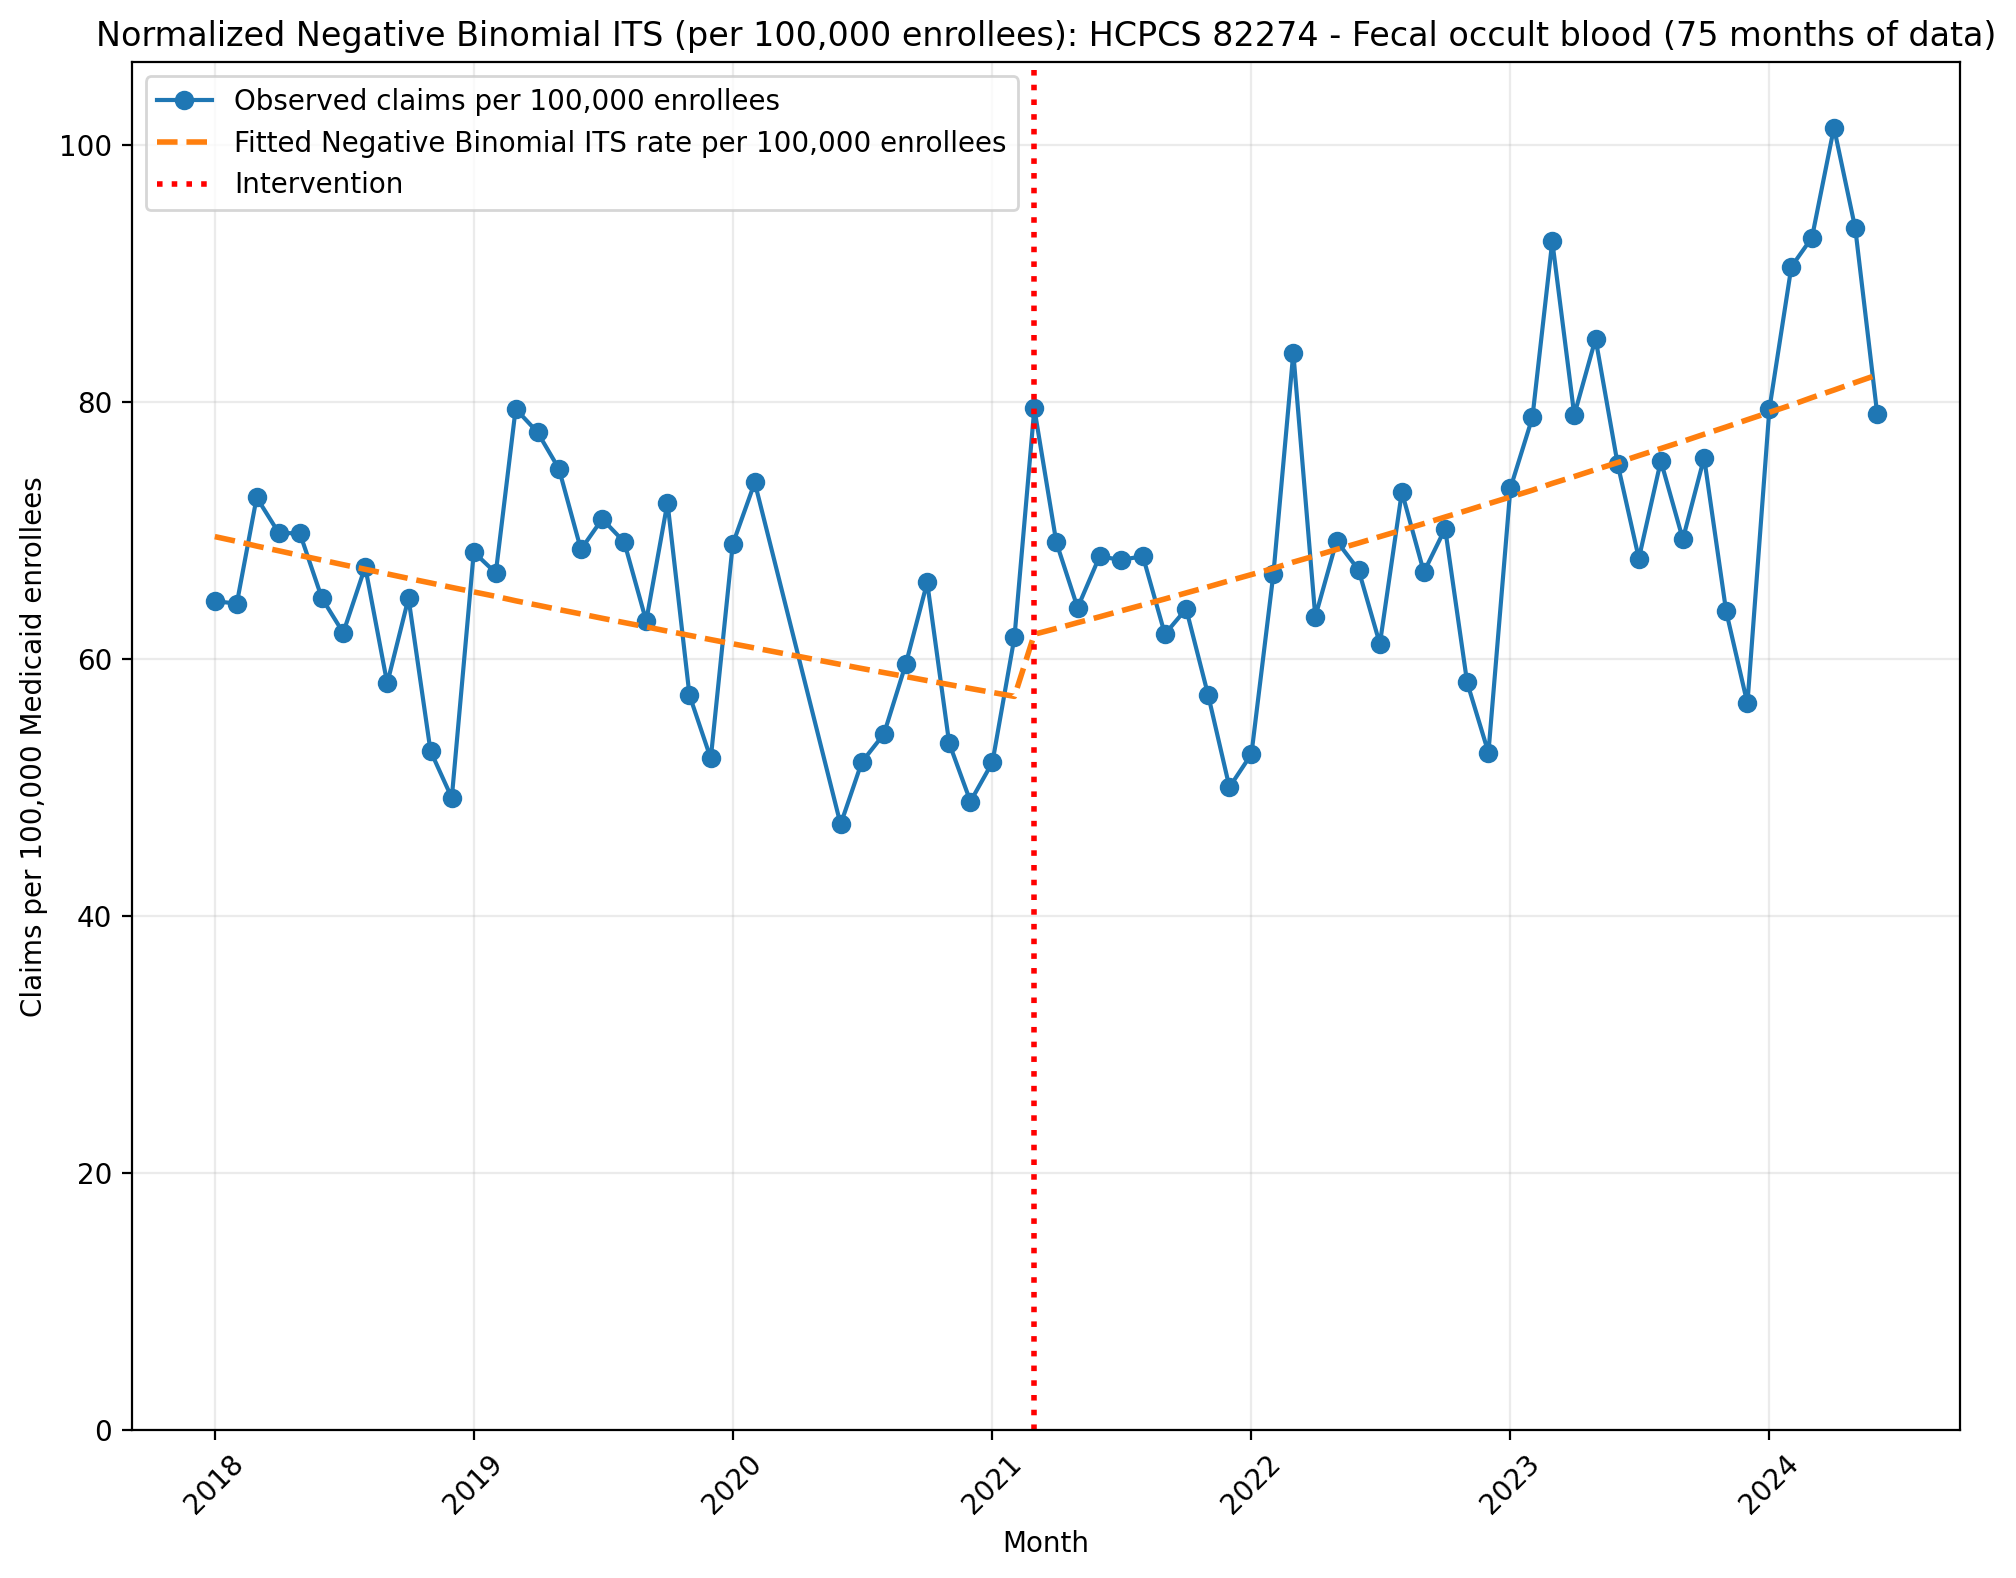 Normalized Negative Binomial ITS (per 100,000 enrollees): HCPCS 82274 - Fecal occult blood (75 months of data)
Observed claims per 100,000 enrollees
Fitted Negative Binomial ITS rate per 100,000 enrollees
Intervention
Claims per 100,000 Medicaid enrollees
100
80
60
40
20
0
2018
2019
2020
2021
2022
2023
2024
Month